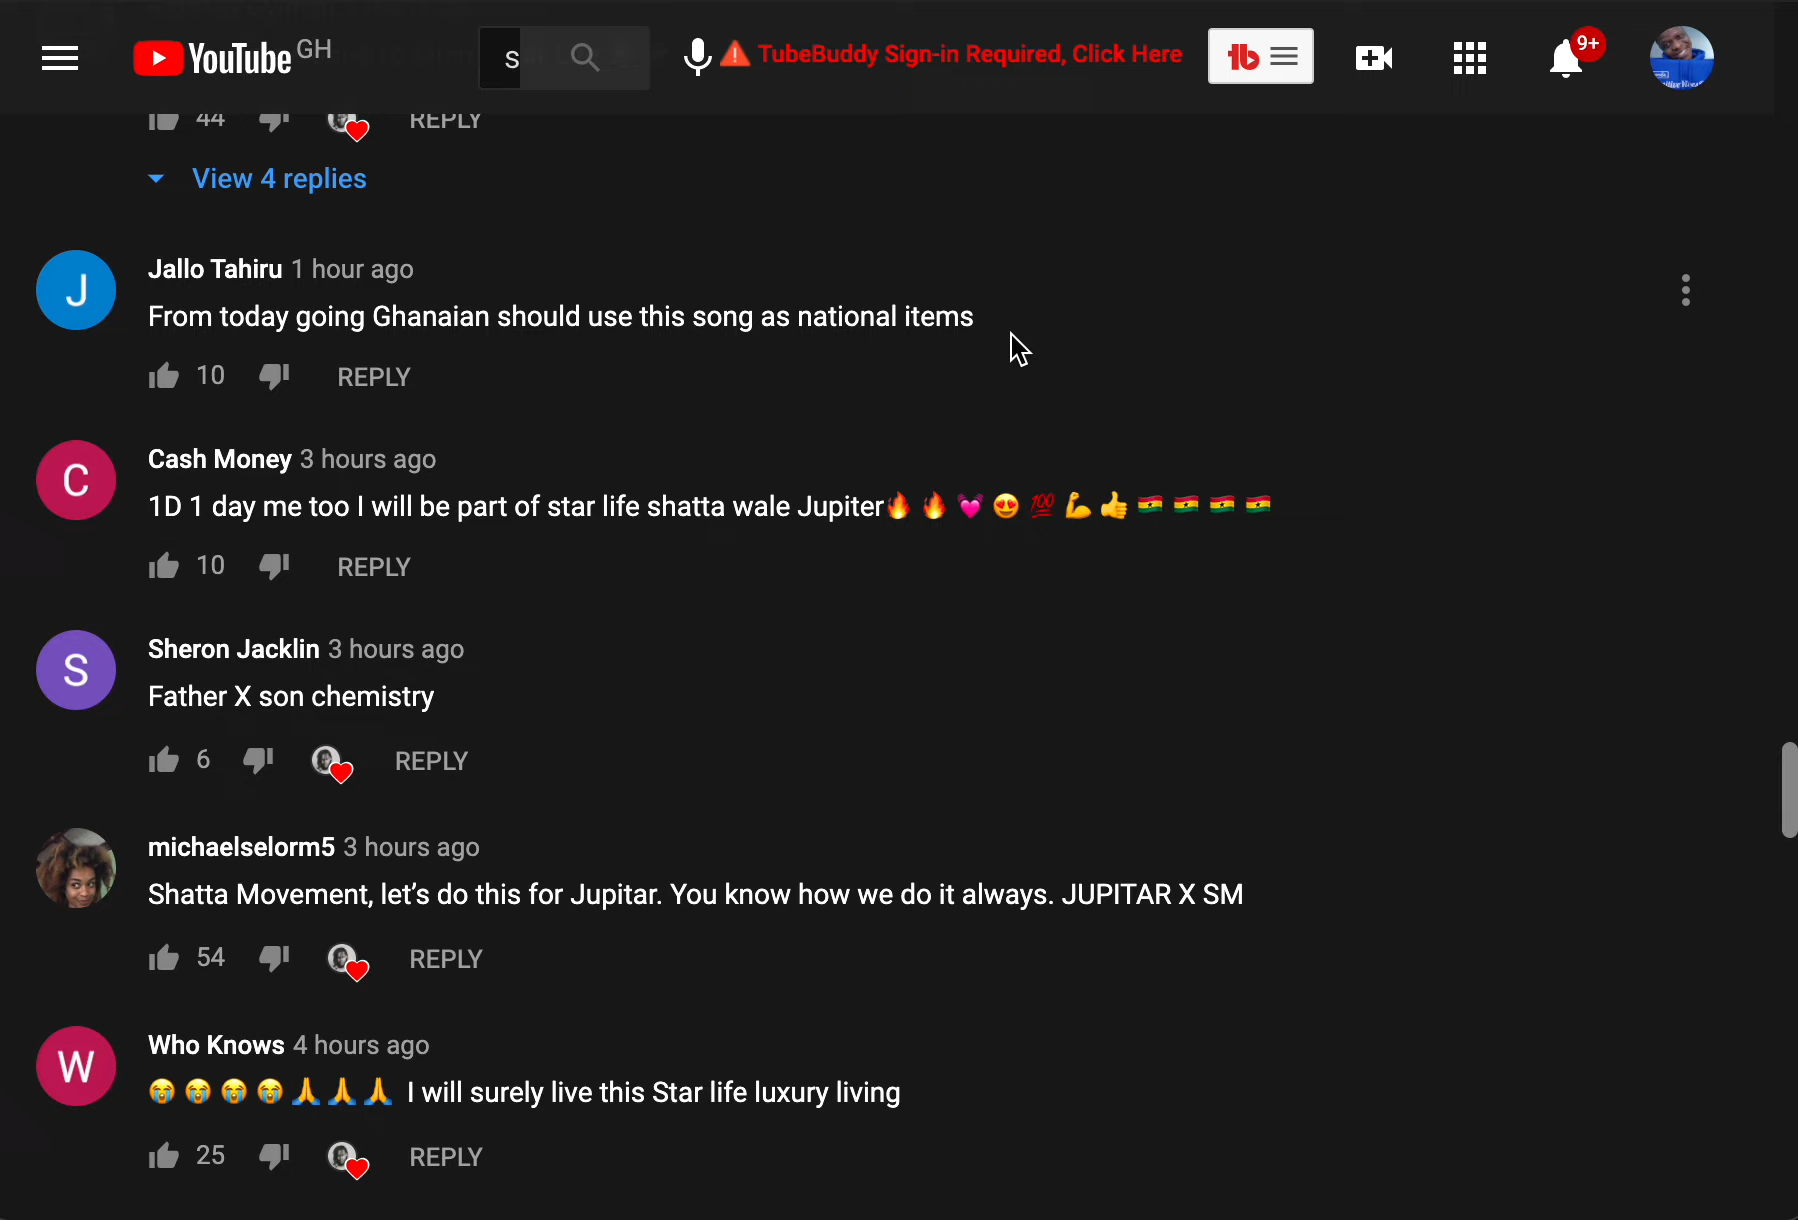 YouTube GH
s
TubeBuddy Sign-in Required, Click Here
tb
9+
44 REPLY
View 4 replies
J
Jallo Tahiru 1 hour ago
From today going Ghanaian should use this song as national items
10 REPLY
C
Cash Money 3 hours ago
1D 1 day me too I will be part of star life shatta wale Jupiter🔥🔥💓😍💯💪👍🇬🇭🇬🇭🇬🇭🇬🇭
10 REPLY
S
Sheron Jacklin 3 hours ago
Father X son chemistry
6 REPLY
michaelselorm5 3 hours ago
Shatta Movement, let’s do this for Jupitar. You know how we do it always. JUPITAR X SM
54 REPLY
W
Who Knows 4 hours ago
😭😭😭😭🙏🙏🙏 I will surely live this Star life luxury living
25 REPLY